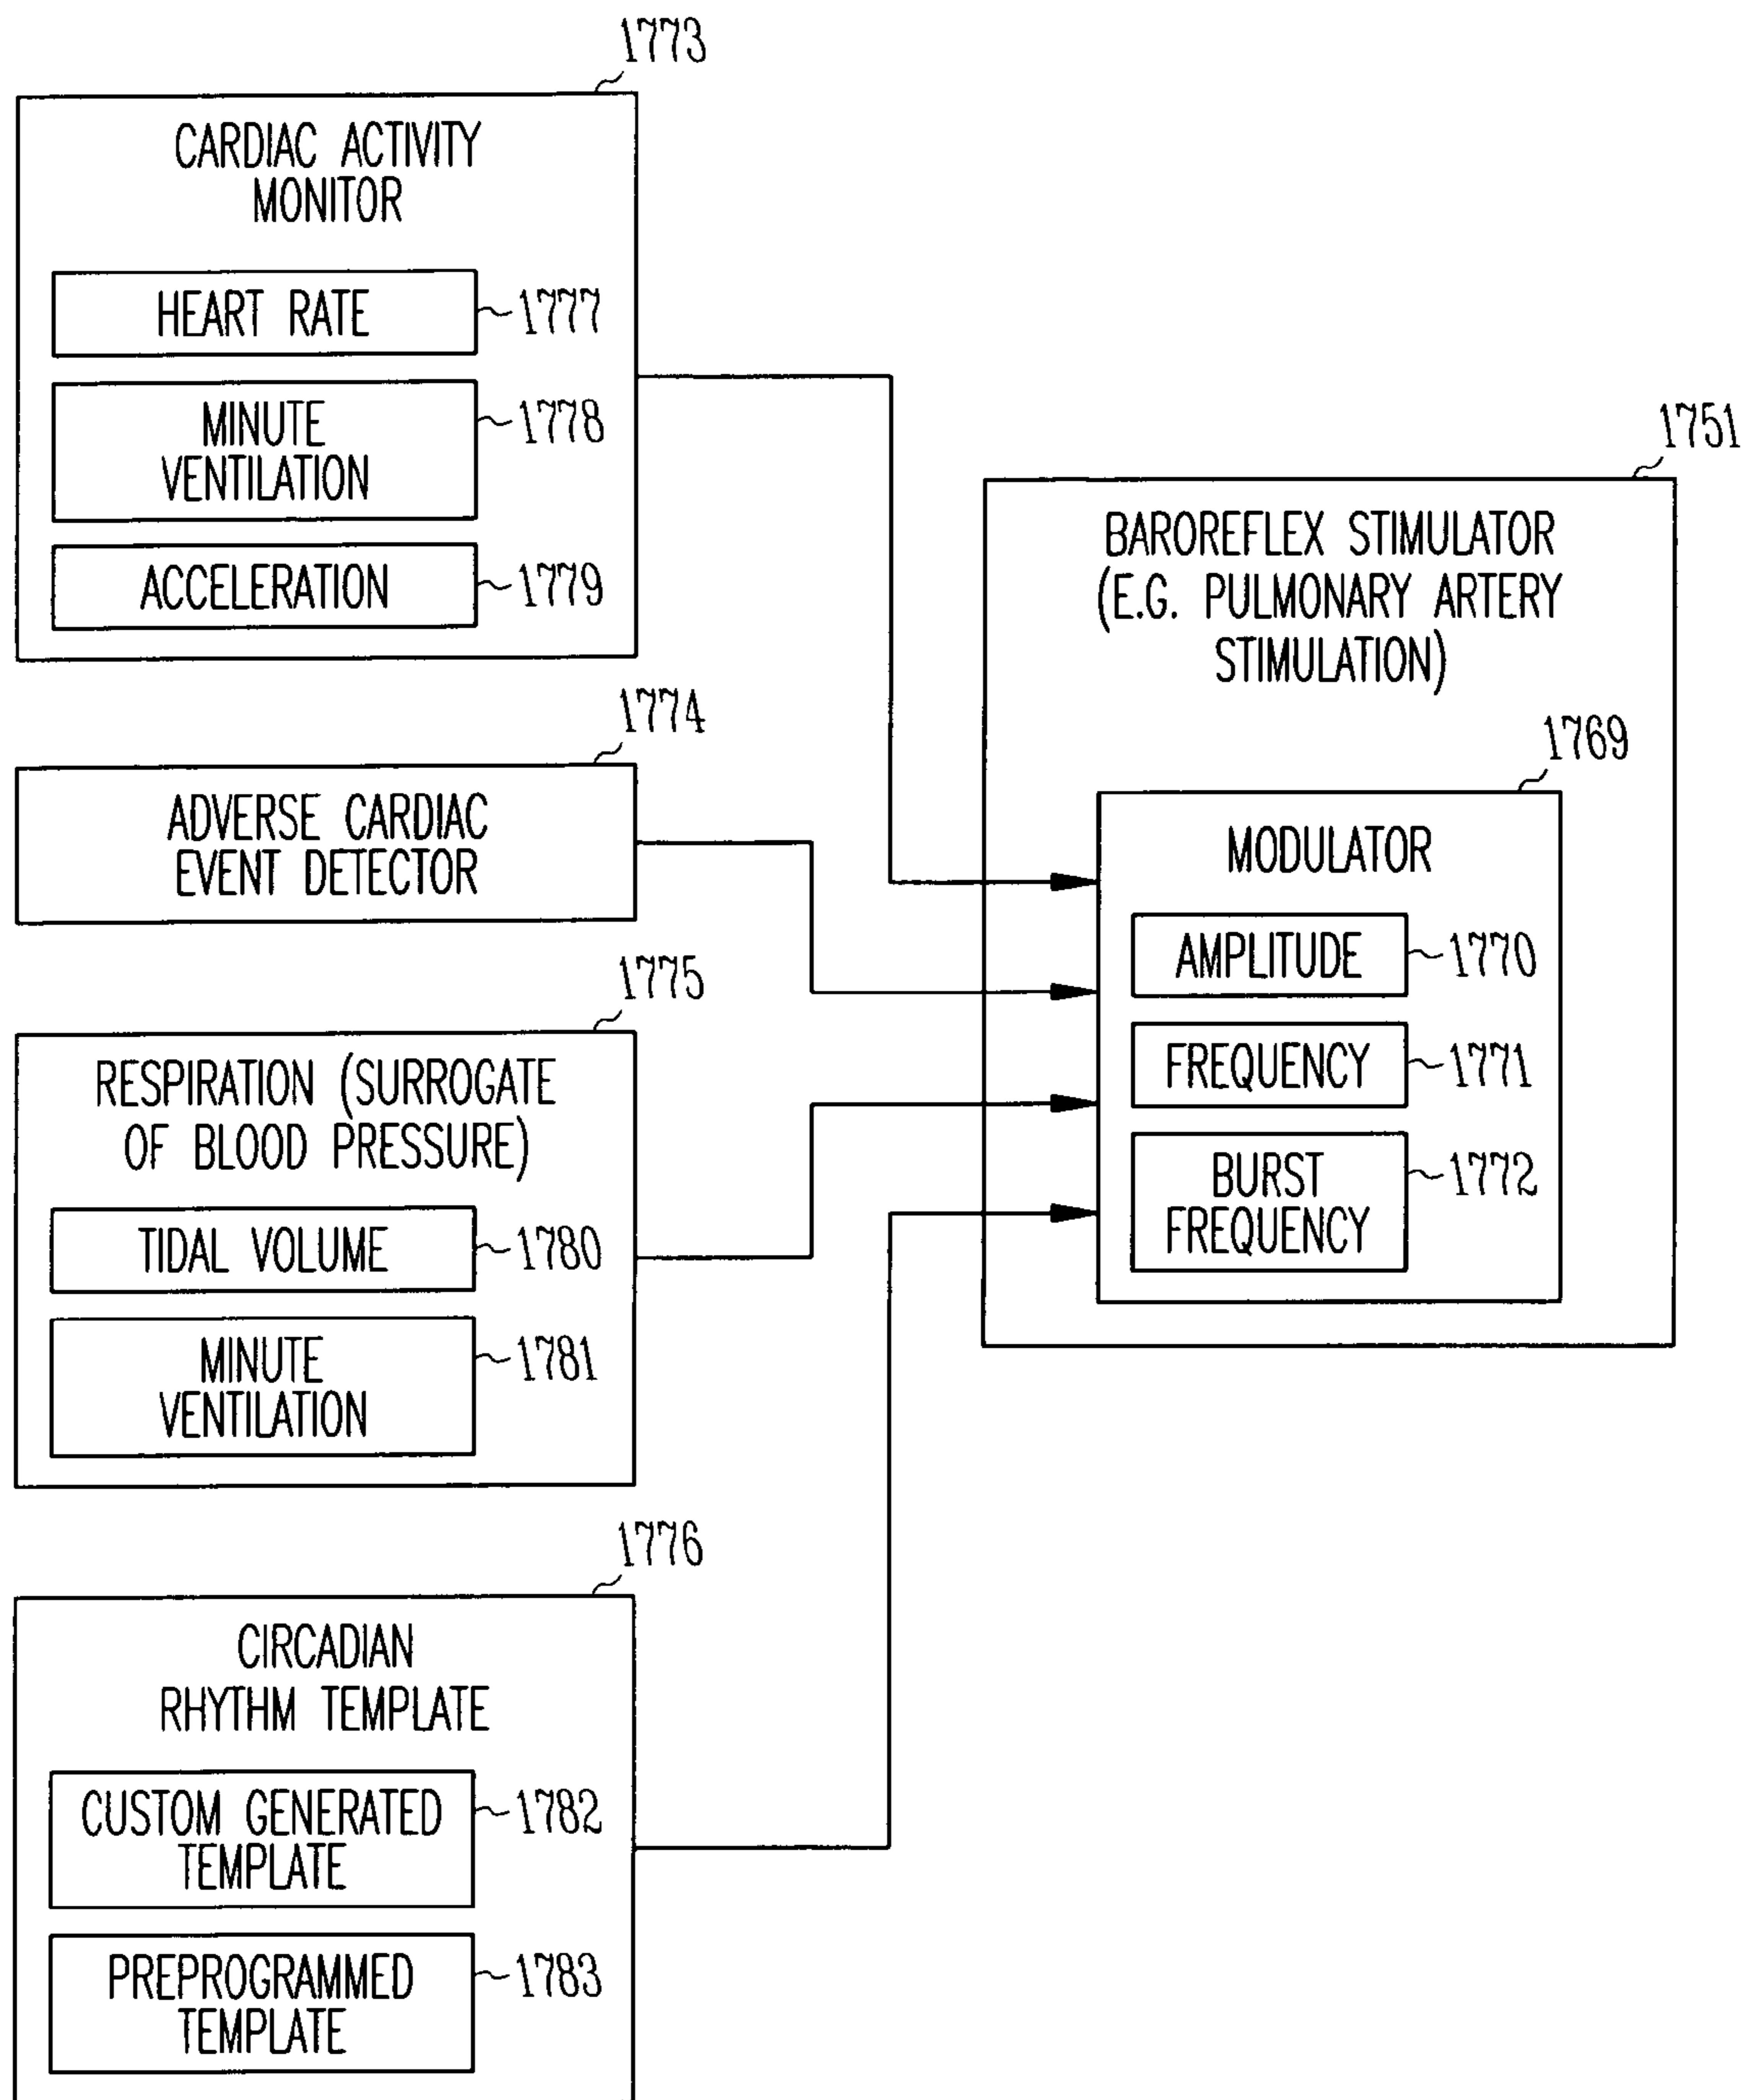 1773
CARDIAC ACTIVITY
MONITOR
HEART RATE
1777
MINUTE
VENTILATION
1778
ACCELERATION
1779
1774
ADVERSE CARDIAC
EVENT DETECTOR
1775
RESPIRATION (SURROGATE
OF BLOOD PRESSURE)
TIDAL VOLUME
1780
MINUTE
VENTILATION
1781
1776
CIRCADIAN
RHYTHM TEMPLATE
CUSTOM GENERATED
TEMPLATE
1782
PREPROGRAMMED
TEMPLATE
1783
1751
BAROREFLEX STIMULATOR
(E.G. PULMONARY ARTERY
STIMULATION)
1769
MODULATOR
AMPLITUDE
1770
FREQUENCY
1771
BURST
FREQUENCY
1772